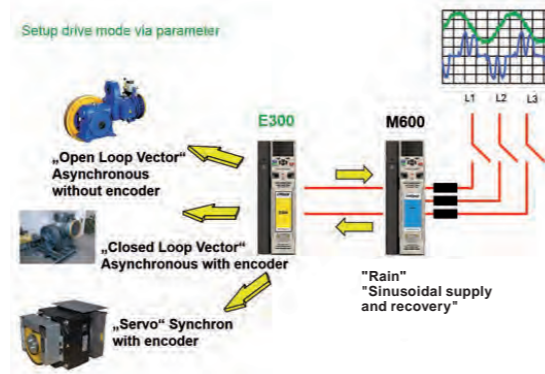 Setup drive mode via parameter
L1 L2 L3
E300
M600
„Open Loop Vector“
Asynchronous
without encoder
„Closed Loop Vector“
Asynchronous with encoder
„Servo“ Synchron
with encoder
"Rain"
"Sinusoidal supply
and recovery"